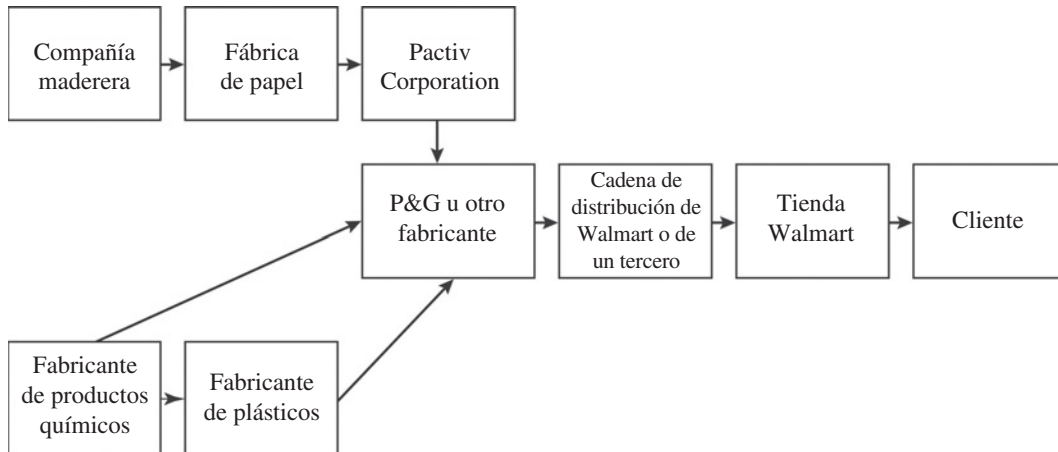 Compañía
maderera
Fábrica
de papel
Pactiv
Corporation
P&G u otro
fabricante
Cadena de
distribución de
Walmart o de
un tercero
Tienda
Walmart
Cliente
Fabricante
de productos
químicos
Fabricante
de plásticos